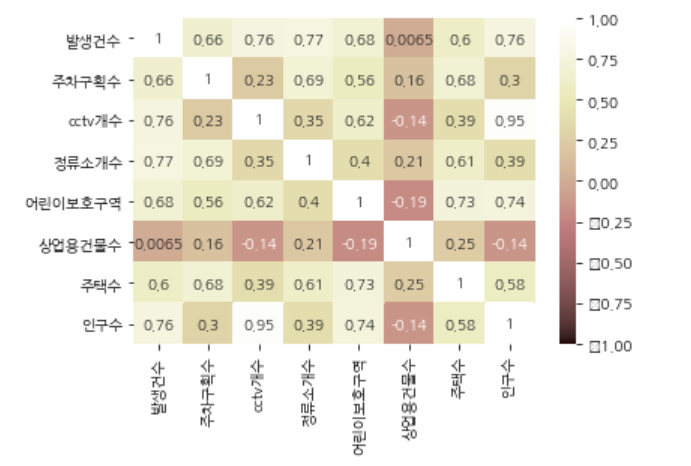 발생건수 1 0.66 0.76 0.77 0.68 0.0065 0.6 0.76
주차구획수 0.66 1 0.23 0.69 0.56 0.16 0.68 0.3
cctv개수 0.76 0.23 1 0.35 0.62 -0.14 0.39 0.95
정류소개수 0.77 0.69 0.35 1 0.4 0.21 0.61 0.39
어린이보호구역 0.68 0.56 0.62 0.4 1 -0.19 0.73 0.74
상업용건물수 0.0065 0.16 -0.14 0.21 -0.19 1 0.25 -0.14
주택수 0.6 0.68 0.39 0.61 0.73 0.25 1 0.58
인구수 0.76 0.3 0.95 0.39 0.74 -0.14 0.58 1
발생건수
주차구획수
cctv개수
정류소개수
어린이보호구역
상업용건물수
주택수
인구수
1.00
0.75
0.50
0.25
0.00
□0.25
□0.50
□0.75
□1.00